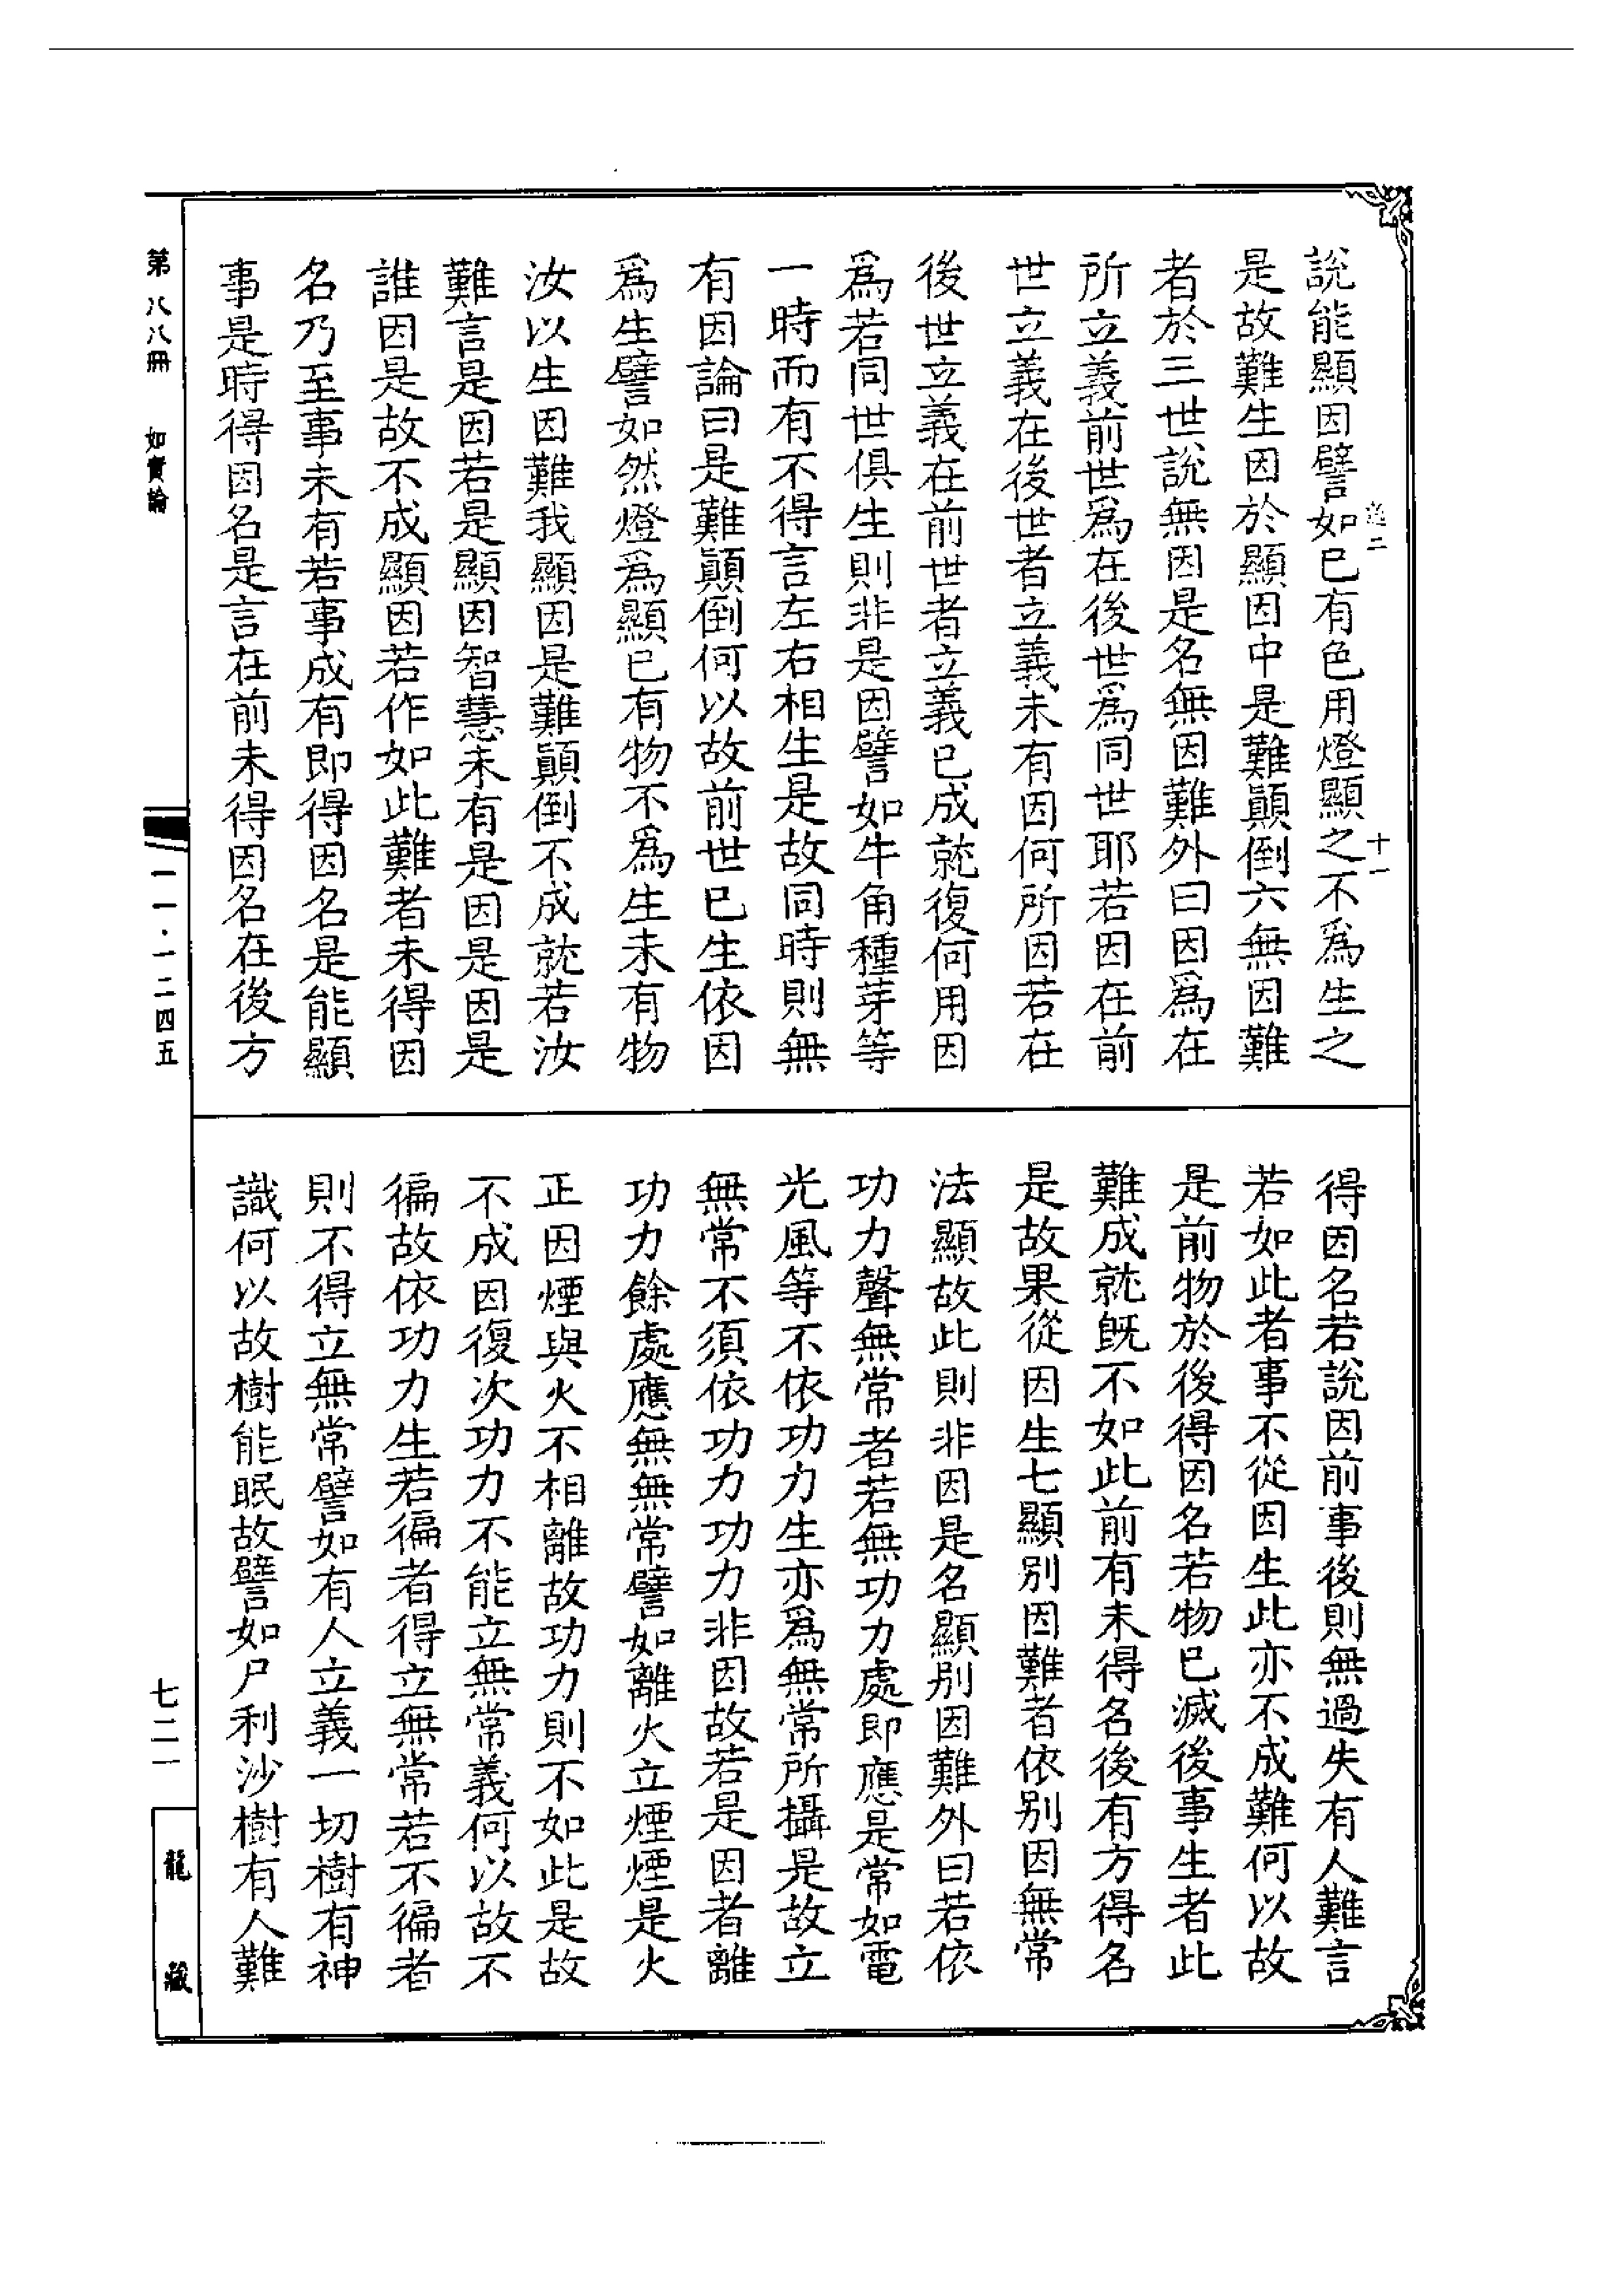 説能顯因譬如已有色用燈顯之不爲生之
是故難生因於顯因中是難顛倒六無因難
者於三世説無因是名無因難外曰因爲在
所立義前世爲在後世爲同世耶若因在前
世立義在後世者立義未有因何所因若在
後世立義在前世者立義已成就復何用因
爲若同世俱生則非是因譬如牛角種芽等
一時而有不得言左右相生是故同時則無
有因論曰是難顛倒何以故前世已生依因
爲生譬如然燈爲顯已有物不爲生未有物
汝以生因難我顯因是難顛倒不成就若汝
難言是因若是顯因智慧未有是因是因是
誰因是故不成顯因若作如此難者未得因
名乃至事未有若事成有即得因名是能顯
事是時得因名是言在前未得因名在後方
得因名若説因前事後則無過失有人難言
若如此者事不從因生此亦不成難何以故
是前物於後得因名若物已滅後事生者此
難成就旣不如此前有未得名後有方得名
是故果從因生七顯別因難者依別因無常
法顯故此則非因是名顯別因難外曰若依
功力聲無常者若無功力處即應是常如電
光風等不依功力生亦爲無常所攝是故立
無常不須依功力功力非因故若是因者離
功力餘處應無無常譬如離火立煙煙是火
正因煙與火不相離故功力則不如此是故
不成因復次功力不能立無常義何以故不
徧故依功力生若徧者得立無常若不徧者
則不得立無常譬如有人立義一切樹有神
識何以故樹能眠故譬如尸利沙樹有人難
二
十一
第八八冊
如實論
一一·一二四五
七二一
龍藏